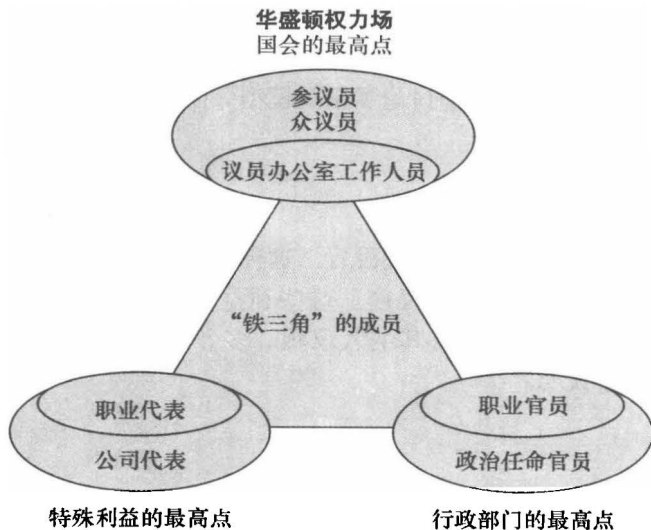 华盛顿权力场
国会的最高点
参议员
众议员
议员办公室工作人员
“铁三角”的成员
职业代表
公司代表
职业官员
政治任命官员
特殊利益的最高点
行政部门的最高点